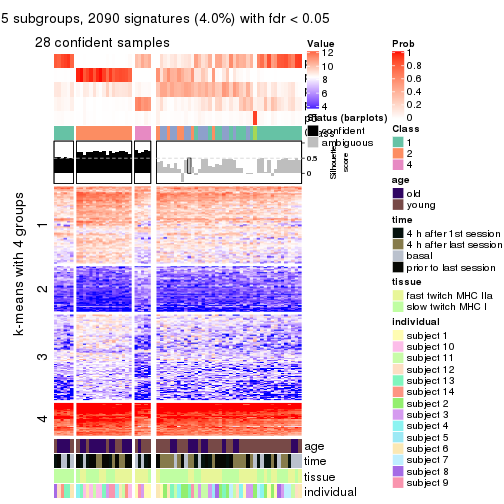 5 subgroups, 2090 signatures (4.0%) with fdr < 0.05
28 confident samples
k-means with 4 groups
1
2
3
4
0.5
0
Silhouette
score
age
time
tissue
individual
Value
12
10
8
6
4
Status (barplots)
confident
ambiguous
Prob
1
0.8
0.6
0.4
0.2
0
Class
1
2
4
age
old
young
time
4 h after 1st session
4 h after last session
basal
prior to last session
tissue
fast twitch MHC IIa
slow twitch MHC I
individual
subject 1
subject 10
subject 11
subject 12
subject 13
subject 14
subject 2
subject 3
subject 4
subject 5
subject 6
subject 7
subject 8
subject 9